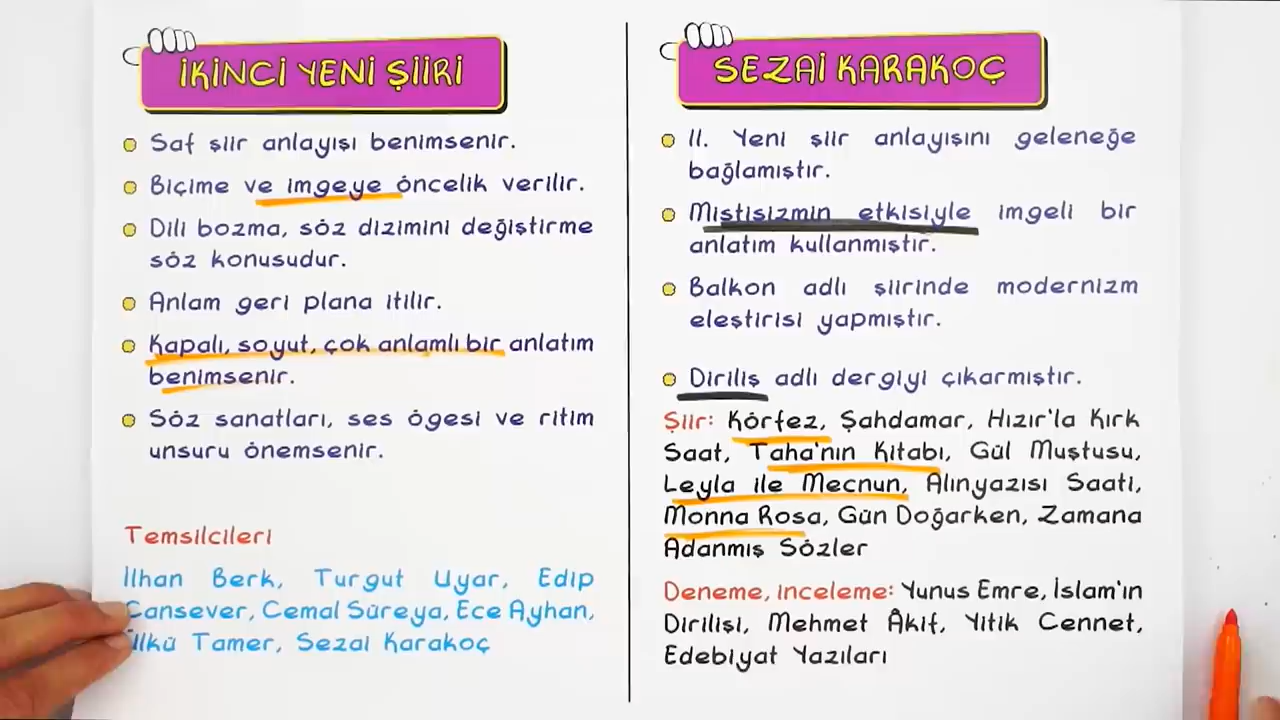 İKİNCİ YENİ ŞİİRİ
Saf şiir anlayışı benimsenir.
Biçime ve imgeye öncelik verilir.
Dili bozma, söz dizimini değiştirme
söz konusudur.
Anlam geri plana itilir.
Kapalı, soyut, çok anlamlı bir anlatım
benimsenir.
Söz sanatları, ses ögesi ve ritim
unsuru önemsenir.
Temsilcileri
İlhan Berk, Turgut Uyar, Edip
Cansever, Cemal Süreya, Ece Ayhan,
Ülkü Tamer, Sezai Karakoç
SEZAİ KARAKOÇ
II. Yeni şiir anlayışını geleneğe
bağlamıştır.
Mistisizmin etkisiyle imgeli bir
anlatım kullanmıştır.
Balkon adlı şiirinde modernizm
eleştirisi yapmıştır.
Diriliş adlı dergiyi çıkarmıştır.
Şiir: Körfez, Şahdamar, Hızır'la Kırk
Saat, Taha'nın Kitabı, Gül Muştusu,
Leyla ile Mecnun, Alınyazısı Saati,
Monna Rosa, Gün Doğarken, Zamana
Adanmış Sözler
Deneme, inceleme: Yunus Emre, İslam'ın
Dirilişi, Mehmet Âkif, Yitik Cennet,
Edebiyat Yazıları